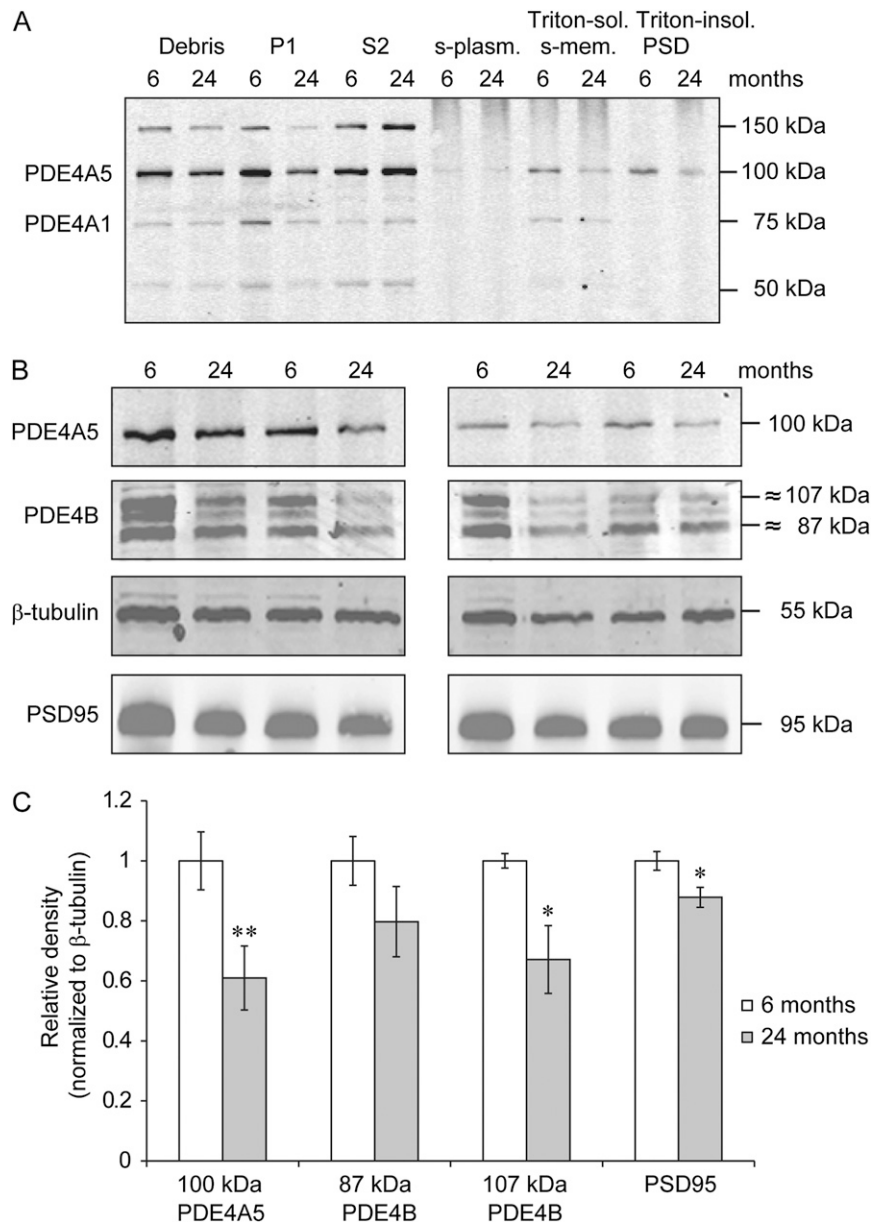 A
Triton-sol. Triton-insol.
Debris P1 S2 s-plasm. s-mem. PSD
6 24 6 24 6 24 6 24 6 24 6 24 months
150 kDa
PDE4A5 100 kDa
PDE4A1 75 kDa
50 kDa
B 6 24 6 24 6 24 6 24 months
PDE4A5 100 kDa
PDE4B ≈ 107 kDa
≈ 87 kDa
β-tubulin 55 kDa
PSD95 95 kDa
C
1.2
1
0.8
0.6
0.4
0.2
0
Relative density
(normalized to β-tubulin)
** * *
6 months
24 months
100 kDa 87 kDa 107 kDa PSD95
PDE4A5 PDE4B PDE4B